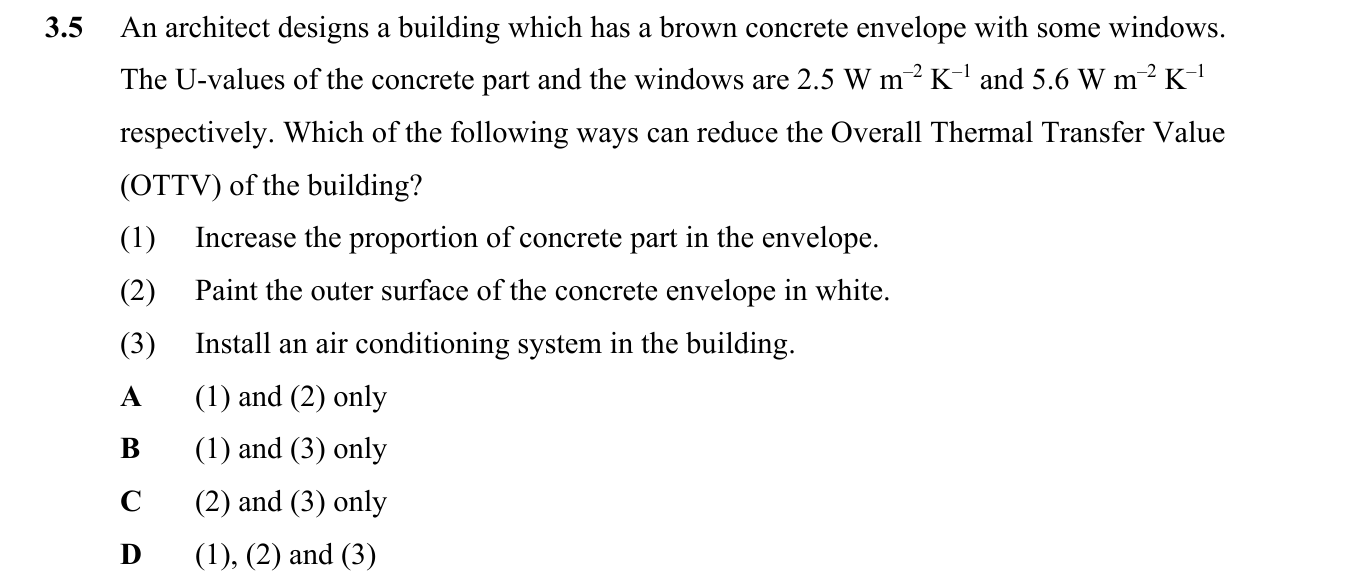 3.5 An architect designs a building which has a brown concrete envelope with some windows.
The U-values of the concrete part and the windows are 2.5 W m⁻² K⁻¹ and 5.6 W m⁻² K⁻¹
respectively. Which of the following ways can reduce the Overall Thermal Transfer Value
(OTTV) of the building?
(1) Increase the proportion of concrete part in the envelope.
(2) Paint the outer surface of the concrete envelope in white.
(3) Install an air conditioning system in the building.
A (1) and (2) only
B (1) and (3) only
C (2) and (3) only
D (1), (2) and (3)